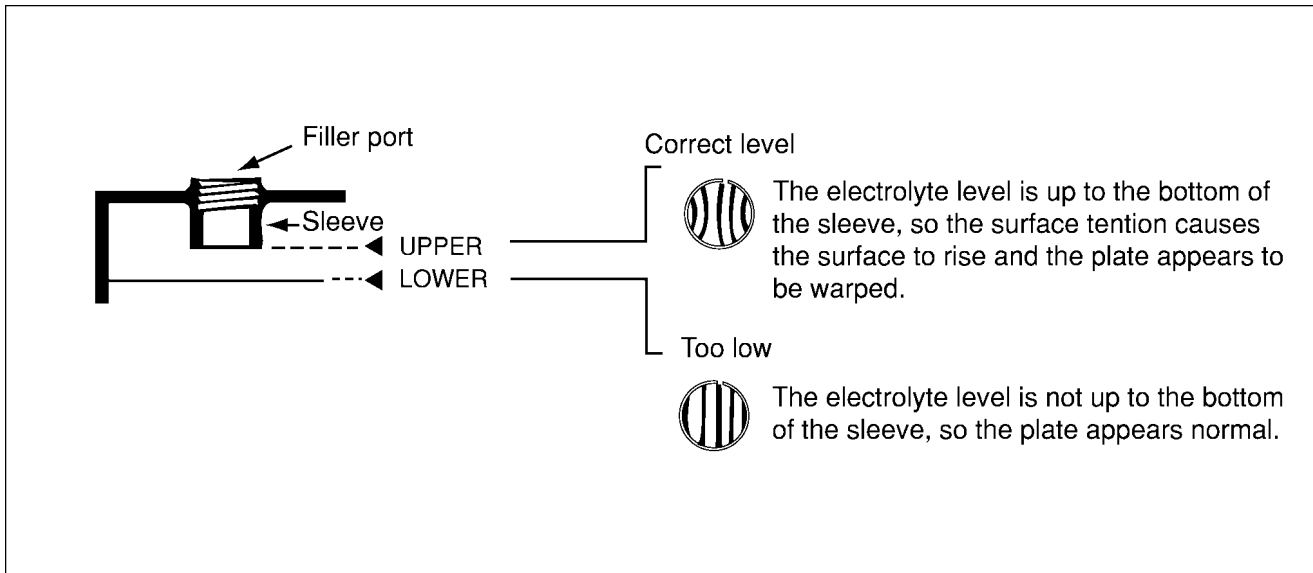 Filler port
Sleeve
UPPER
LOWER
Correct level
The electrolyte level is up to the bottom of
the sleeve, so the surface tention causes
the surface to rise and the plate appears to
be warped.
Too low
The electrolyte level is not up to the bottom
of the sleeve, so the plate appears normal.